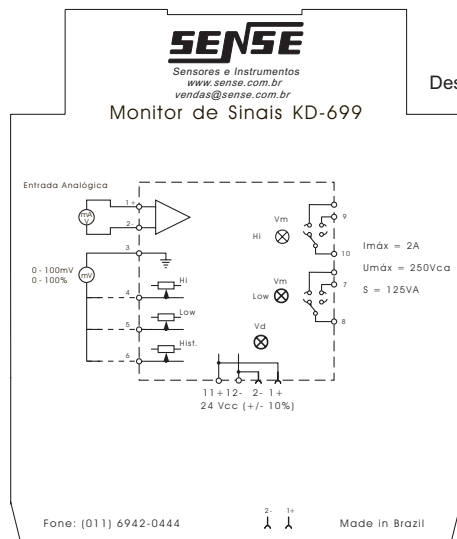 SENSE
Sensores e Instrumentos
www.sense.com.br
vendas@sense.com.br
Des
Monitor de Sinais KD-699
Entrada Analógica
mA
V
1+
2-
3
0-100mV
0-100%
mV
4
Hi
5
Low
6
Hist.
Vm
Hi
9
10
Vm
Low
7
8
Vd
Imáx = 2A
Umáx = 250Vca
S = 125VA
11+12- 2- 1+
24 Vcc (+/- 10%)
2- 1+
Fone: (011) 6942-0444
Made in Brazil